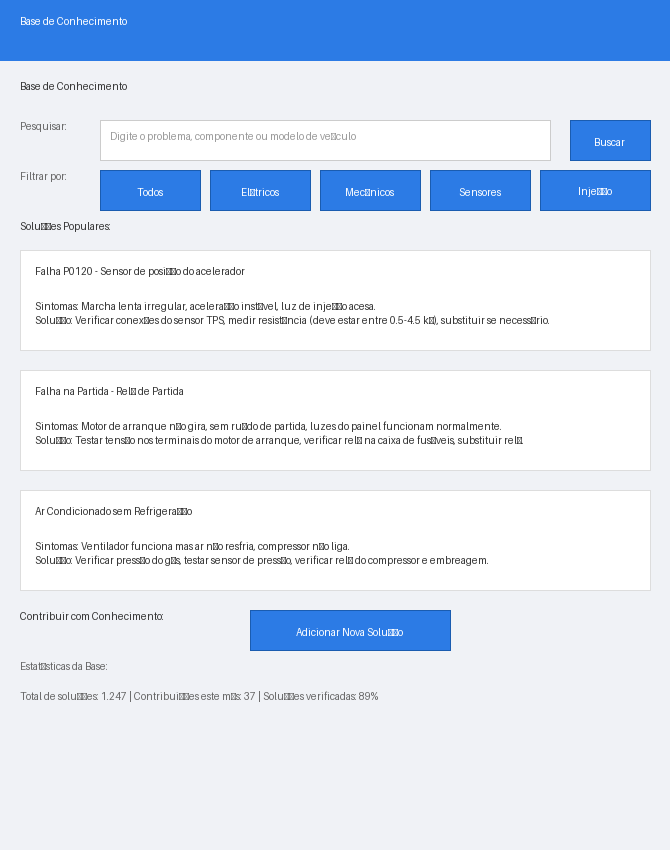 Base de Conhecimento
Base de Conhecimento
Pesquisar: Digite o problema, componente ou modelo de ve□culo Buscar
Filtrar por: Todos El□tricos Mec□nicos Sensores Inje□□o
Solu□□es Populares:
Falha P0120 - Sensor de posi□□o do acelerador
Sintomas: Marcha lenta irregular, acelera□□o inst□vel, luz de inje□□o acesa.
Solu□□o: Verificar conex□es do sensor TPS, medir resist□ncia (deve estar entre 0.5-4.5 k□), substituir se necess□rio.
Falha na Partida - Rel□ de Partida
Sintomas: Motor de arranque n□o gira, sem ru□do de partida, luzes do painel funcionam normalmente.
Solu□□o: Testar tens□o nos terminais do motor de arranque, verificar rel□ na caixa de fus□veis, substituir rel□.
Ar Condicionado sem Refrigera□□o
Sintomas: Ventilador funciona mas ar n□o resfria, compressor n□o liga.
Solu□□o: Verificar press□o do g□s, testar sensor de press□o, verificar rel□ do compressor e embreagem.
Contribuir com Conhecimento: Adicionar Nova Solu□□o
Estat□sticas da Base:
Total de solu□□es: 1.247 | Contribui□□es este m□s: 37 | Solu□□es verificadas: 89%